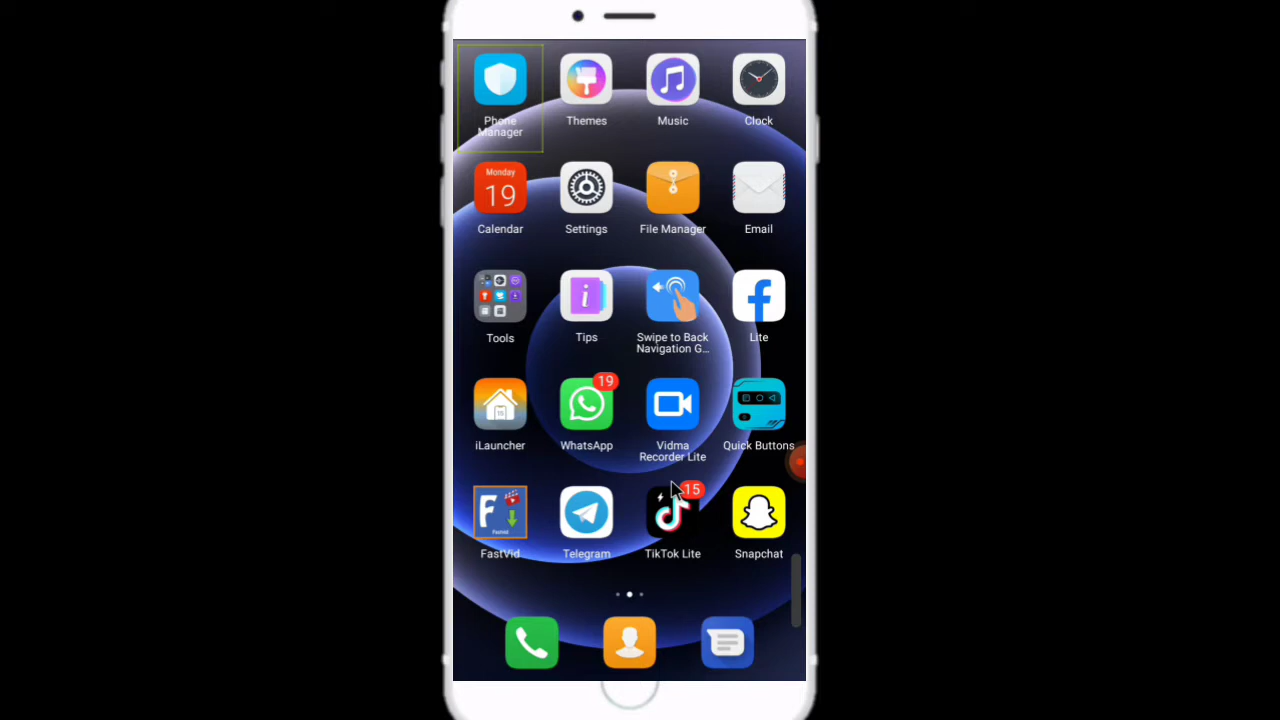 Phone
Manager
Themes
Music
Clock
Monday
19
Calendar
Settings
File Manager
Email
Tools
Tips
Swipe to Back
Navigation G...
Lite
19
iLauncher
WhatsApp
Vidma
Recorder Lite
Quick Buttons
15
FastVid
Telegram
TikTok Lite
Snapchat